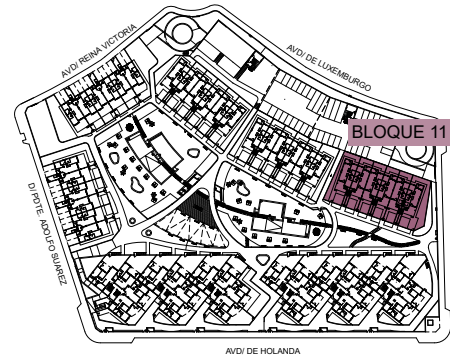 AVD/ REINA VICTORIA
AVD/ DE LUXEMBURGO
BLOQUE 11
D/ PDTE. ADOLFO SUAREZ
AVD/ DE HOLANDA